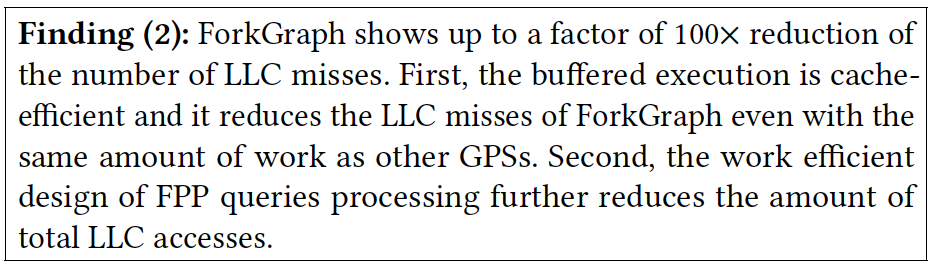 Finding (2): ForkGraph shows up to a factor of 100× reduction of
the number of LLC misses. First, the buffered execution is cache-
efficient and it reduces the LLC misses of ForkGraph even with the
same amount of work as other GPSs. Second, the work efficient
design of FPP queries processing further reduces the amount of
total LLC accesses.